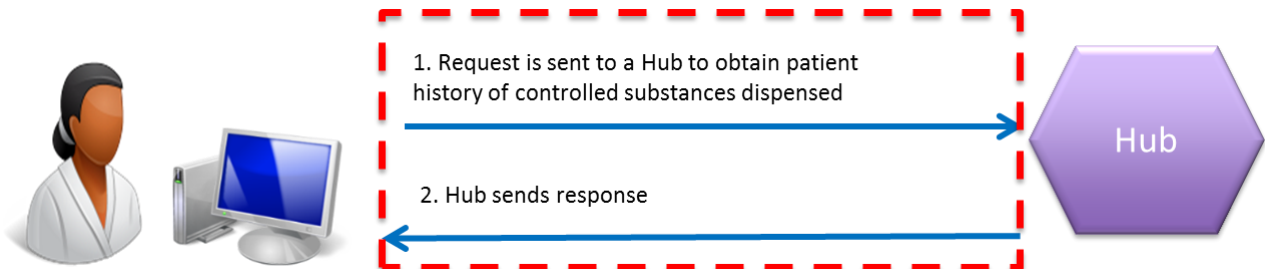 1. Request is sent to a Hub to obtain patient
history of controlled substances dispensed
Hub
2. Hub sends response